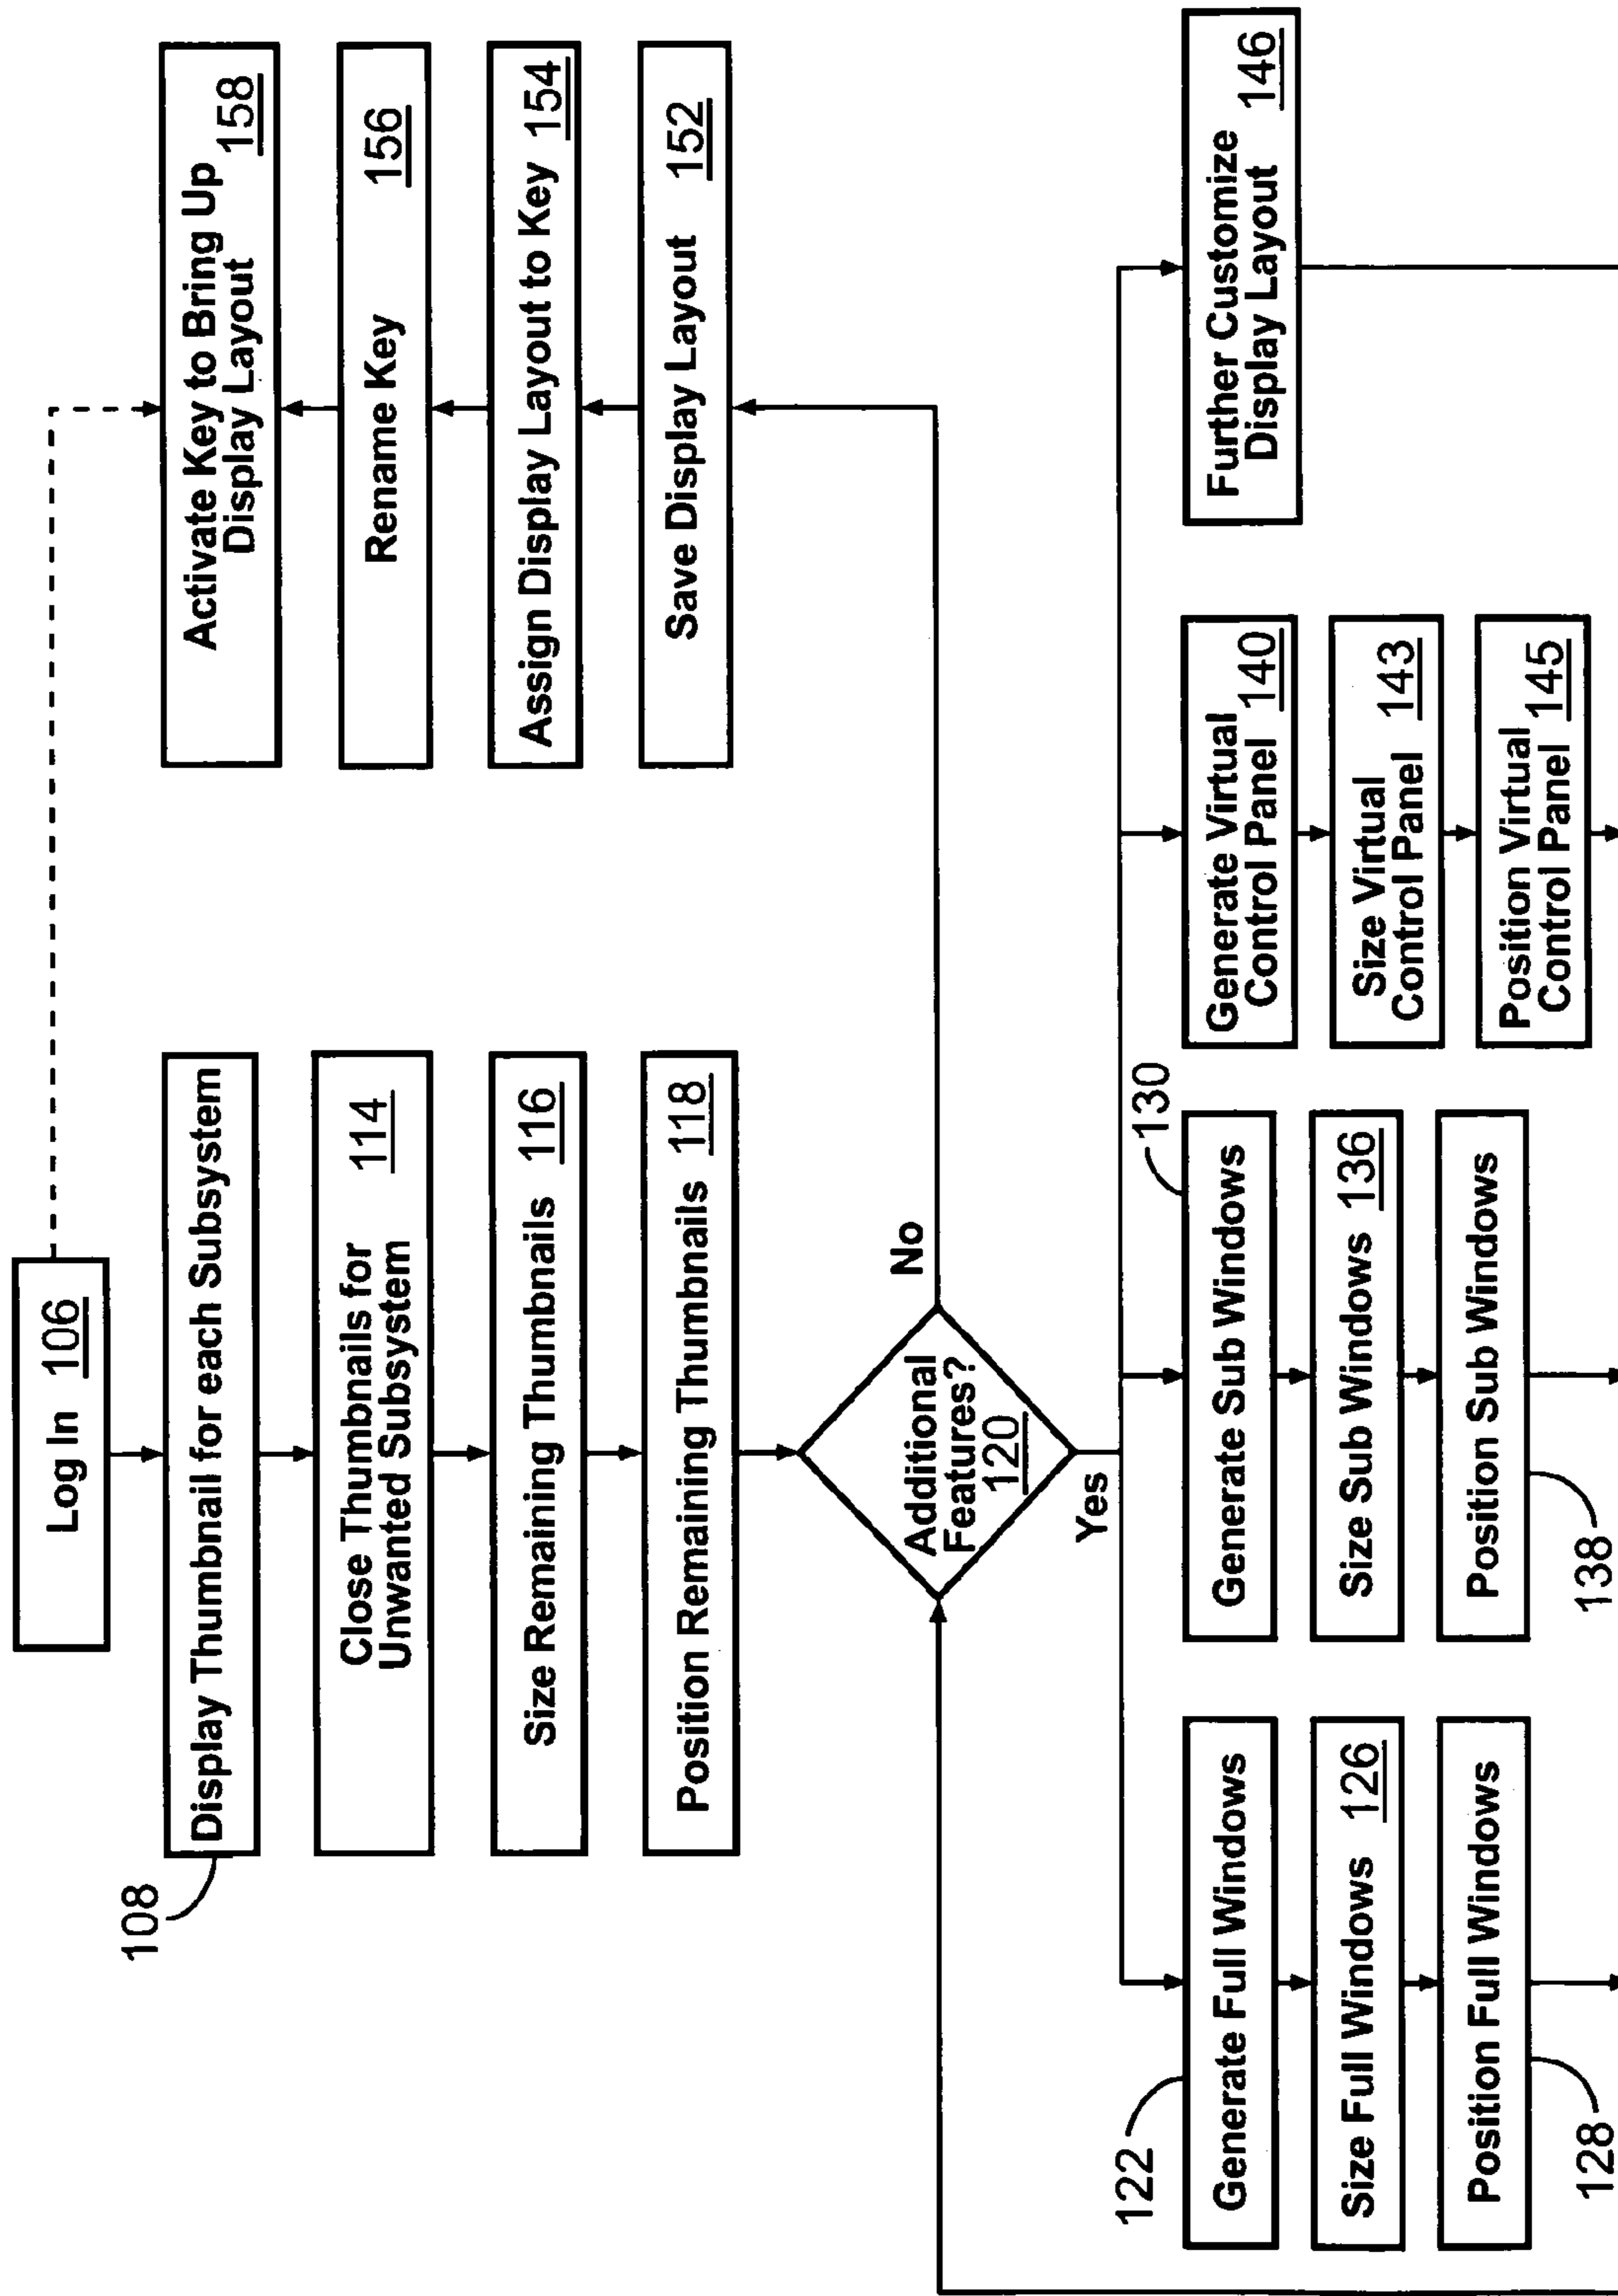 Log In 106
Display Thumbnail for each Subsystem
108
Close Thumbnails for
Unwanted Subsystem
114
Size Remaining Thumbnails 116
Position Remaining Thumbnails 118
Additional
Features?
120
No
Yes
Activate Key to Bring Up
Display Layout
158
Rename Key 156
Assign Display Layout to Key 154
Save Display Layout 152
122
Generate Full Windows
Size Full Windows 126
Position Full Windows
128
130
Generate Sub Windows
Size Sub Windows 136
Position Sub Windows
138
Generate Virtual
Control Panel 140
Size Virtual
Control Panel 143
Position Virtual
Control Panel 145
Further Customize
Display Layout 146